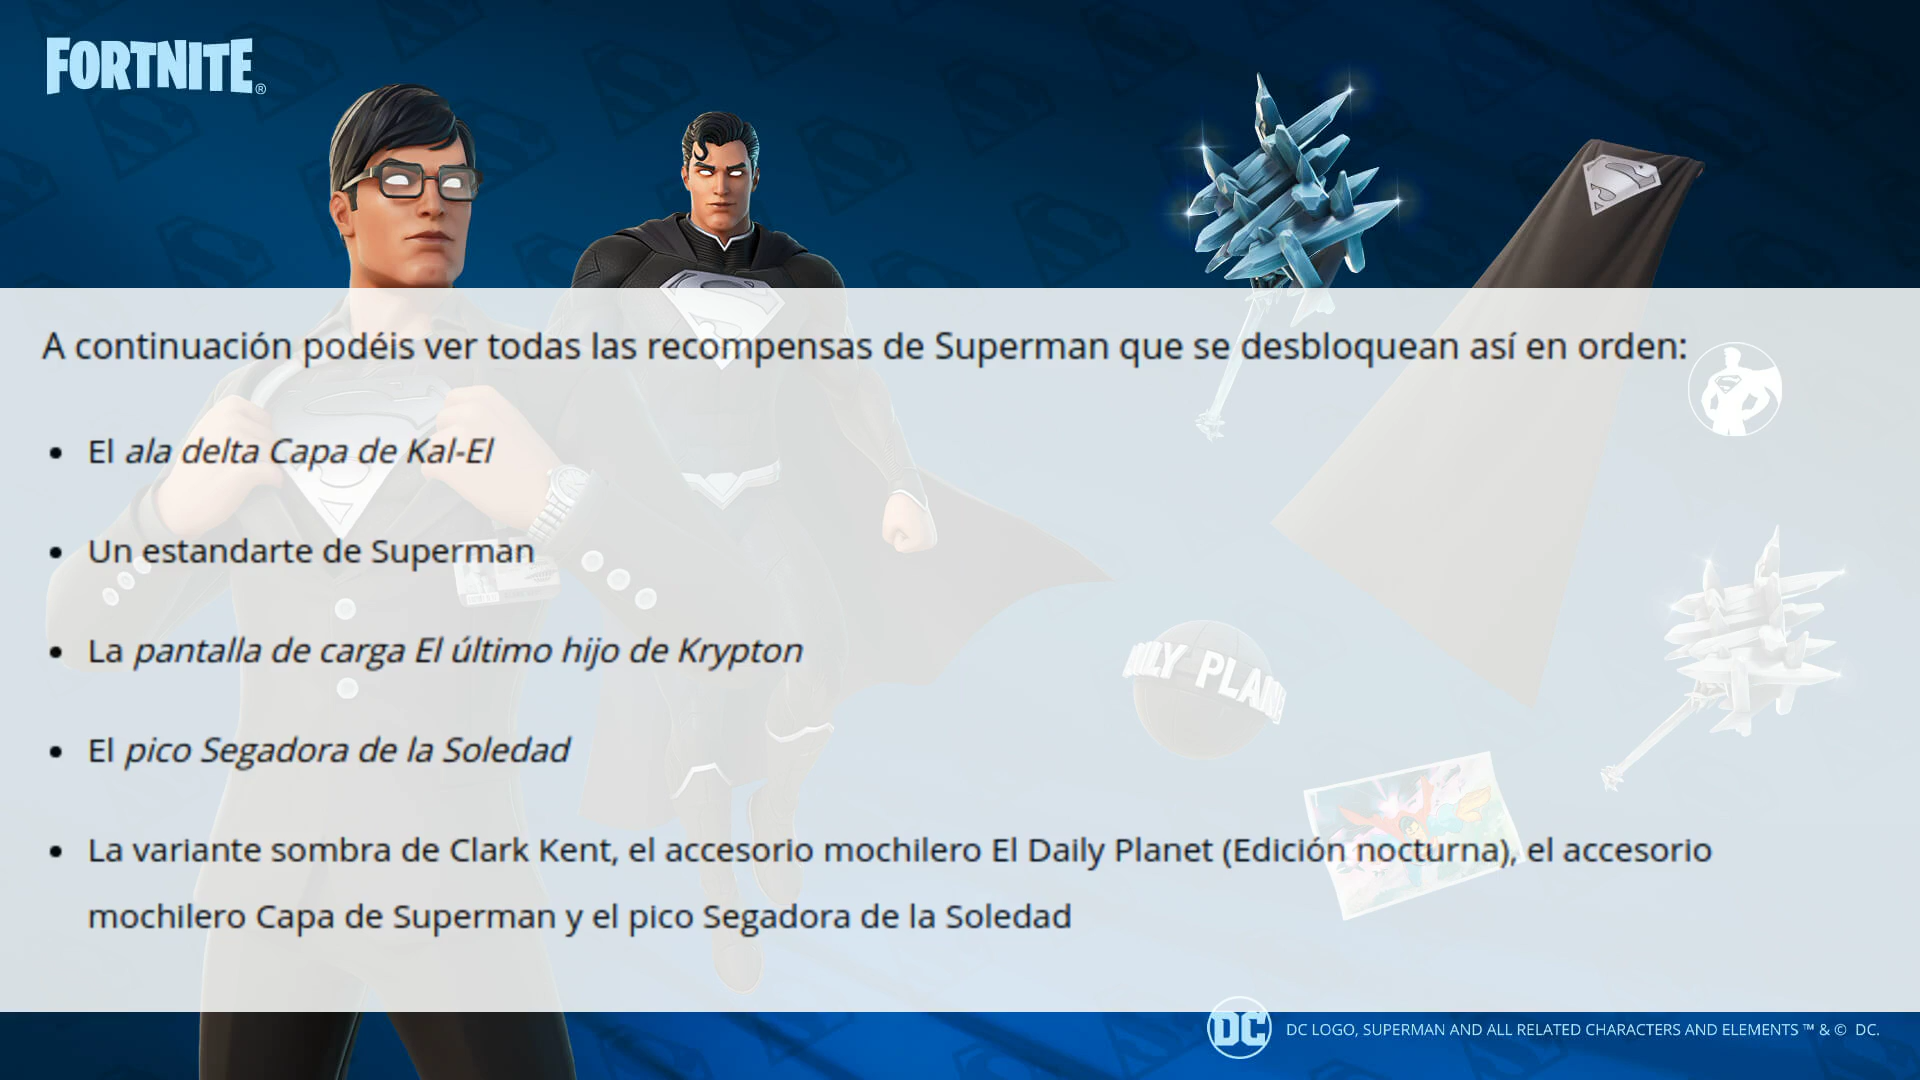 FORTNITE®
A continuación podéis ver todas las recompensas de Superman que se desbloquean así en orden:
• El ala delta Capa de Kal-El
• Un estandarte de Superman
• La pantalla de carga El último hijo de Krypton
• El pico Segadora de la Soledad
DAILY PLANE
• La variante sombra de Clark Kent, el accesorio mochilero El Daily Planet (Edición nocturna), el accesorio
mochilero Capa de Superman y el pico Segadora de la Soledad
DC DC LOGO, SUPERMAN AND ALL RELATED CHARACTERS AND ELEMENTS ™ & © DC.